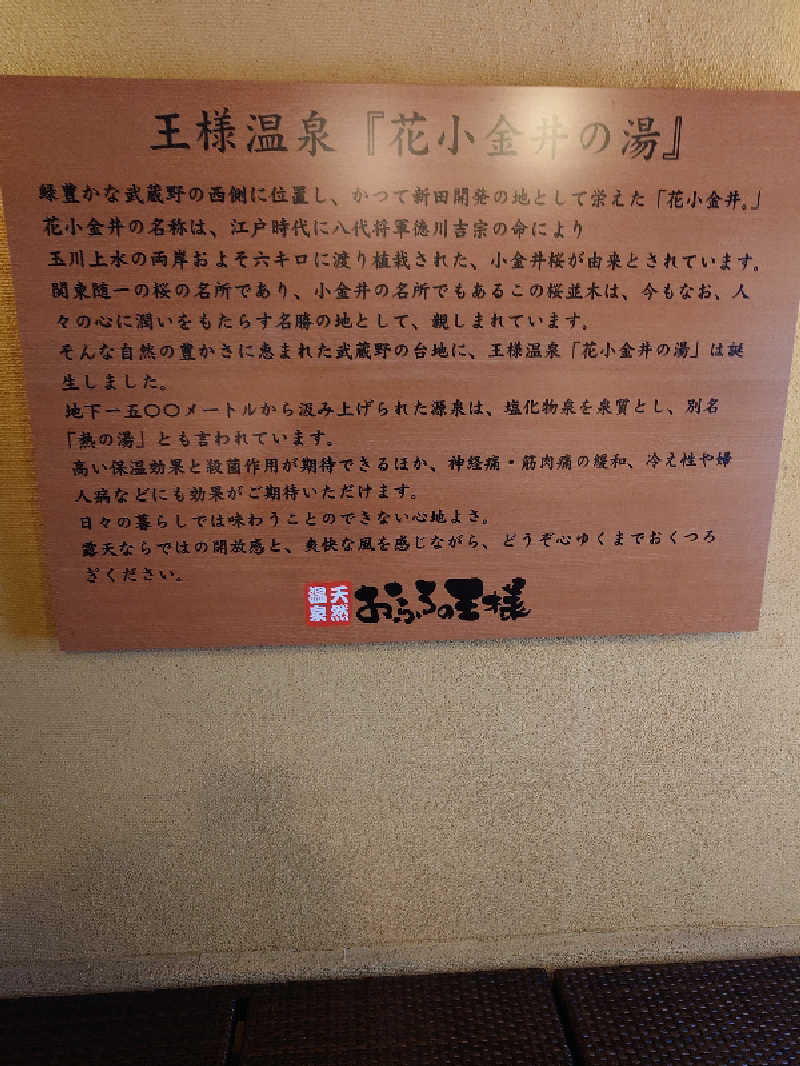 王様温泉『花小金井の湯』
緑豊かな武蔵野の西側に位置し、かつて新田開発の地として栄えた「花小金井。」
花小金井の名称は、江戸時代に八代将軍徳川吉宗の命により
玉川上水の両岸およそ六キロに渡り植栽された、小金井桜が由来とされています。
関東随一の桜の名所であり、小金井の名所でもあるこの桜並木は、今もなお、人
々の心に潤いをもたらす名勝の地として、親しまれています。
そんな自然の豊かさに恵まれた武蔵野の台地に、王様温泉「花小金井の湯」は誕
生しました。
地下一五〇〇メートルから汲み上げられた源泉は、塩化物泉を泉質とし、別名
「熱の湯」とも言われています。
高い保温効果と殺菌作用が期待できるほか、神経痛・筋肉痛の緩和、冷え性や婦
人病などにも効果がご期待いただけます。
日々の暮らしでは味わうことのできない心地よさ。
露天ならではの開放感と、爽快な風を感じながら、どうぞ心ゆくまでおくつろ
ぎください。
天然温泉 おふろの王様